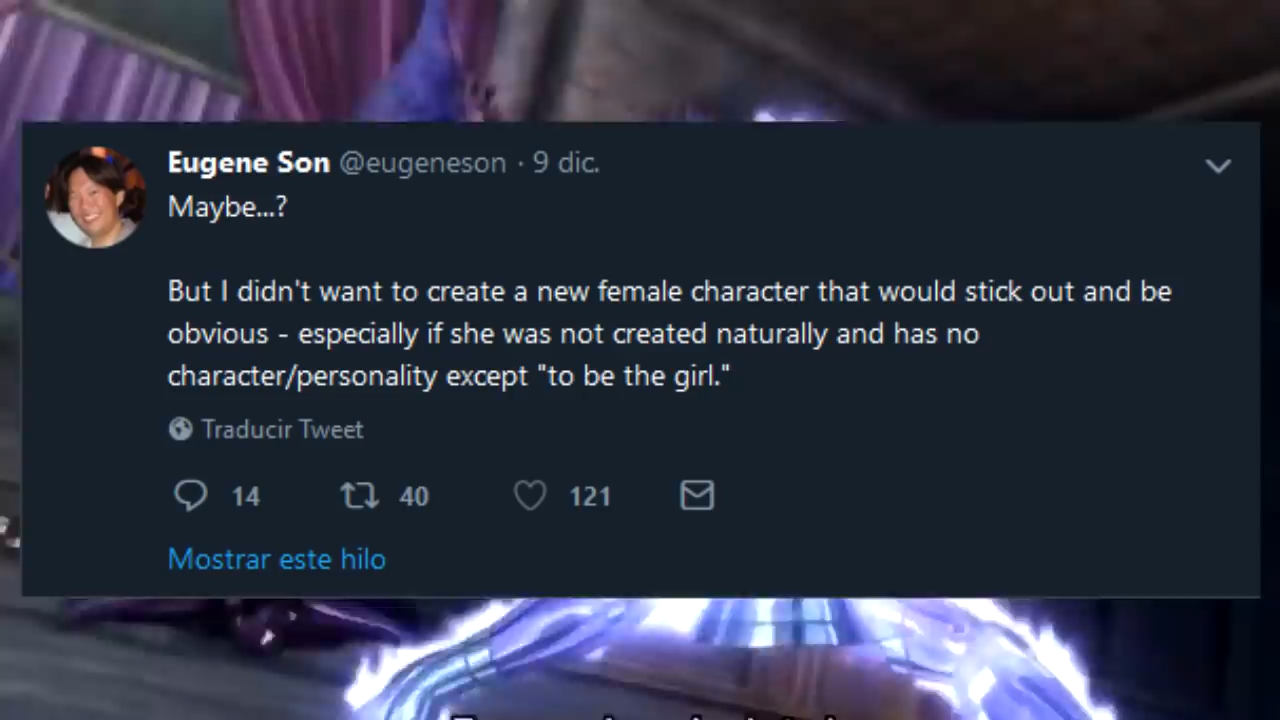 Eugene Son @eugeneson · 9 dic.
Maybe...?
But I didn't want to create a new female character that would stick out and be
obvious - especially if she was not created naturally and has no
character/personality except "to be the girl."
Traducir Tweet
14 40 121
Mostrar este hilo